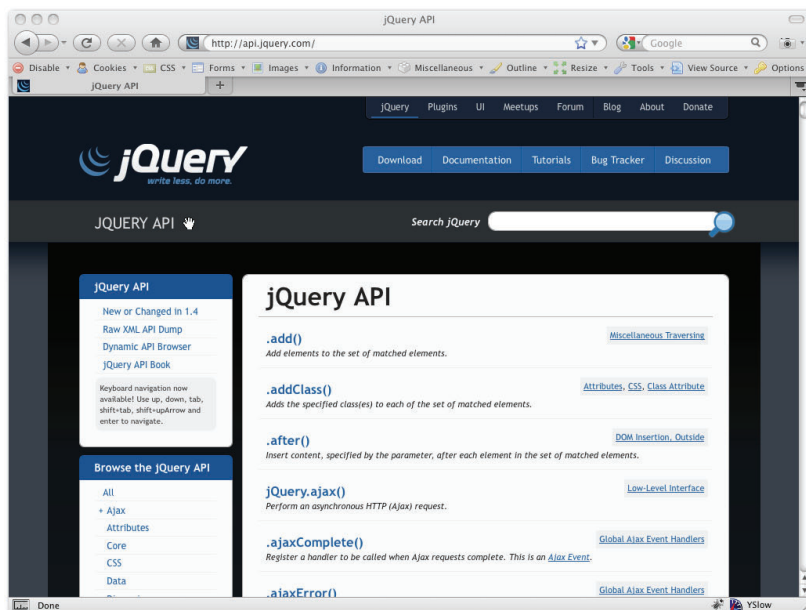 jQuery API
http://api.jquery.com/
Google
Disable Cookies CSS Forms Images Information Miscellaneous Outline Resize Tools View Source Options
jQuery API
jQuery Plugins UI Meetups Forum Blog About Donate
jQuery
write less, do more.
Download Documentation Tutorials Bug Tracker Discussion
JQUERY API
Search jQuery
jQuery API
New or Changed in 1.4
Raw XML API Dump
Dynamic API Browser
jQuery API Book
Keyboard navigation now
available! Use up, down, tab,
shift+tab, shift+upArrow and
enter to navigate.
Browse the jQuery API
All
+ Ajax
Attributes
Core
CSS
Data
jQuery API
.add() Miscellaneous Traversing
Add elements to the set of matched elements.
.addClass() Attributes, CSS, Class Attribute
Adds the specified class(es) to each of the set of matched elements.
.after() DOM Insertion, Outside
Insert content, specified by the parameter, after each element in the set of matched elements.
jQuery.ajax() Low-Level Interface
Perform an asynchronous HTTP (Ajax) request.
.ajaxComplete() Global Ajax Event Handlers
Register a handler to be called when Ajax requests complete. This is an Ajax Event.
.ajaxError() Global Ajax Event Handlers
Done YSlow